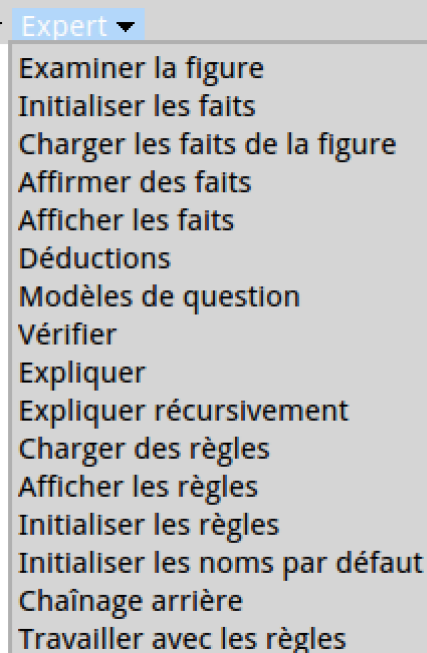 Expert
Examiner la figure
Initialiser les faits
Charger les faits de la figure
Affirmer des faits
Afficher les faits
Déductions
Modèles de question
Vérifier
Expliquer
Expliquer récursivement
Charger des règles
Afficher les règles
Initialiser les règles
Initialiser les noms par défaut
Chaînage arrière
Travailler avec les règles